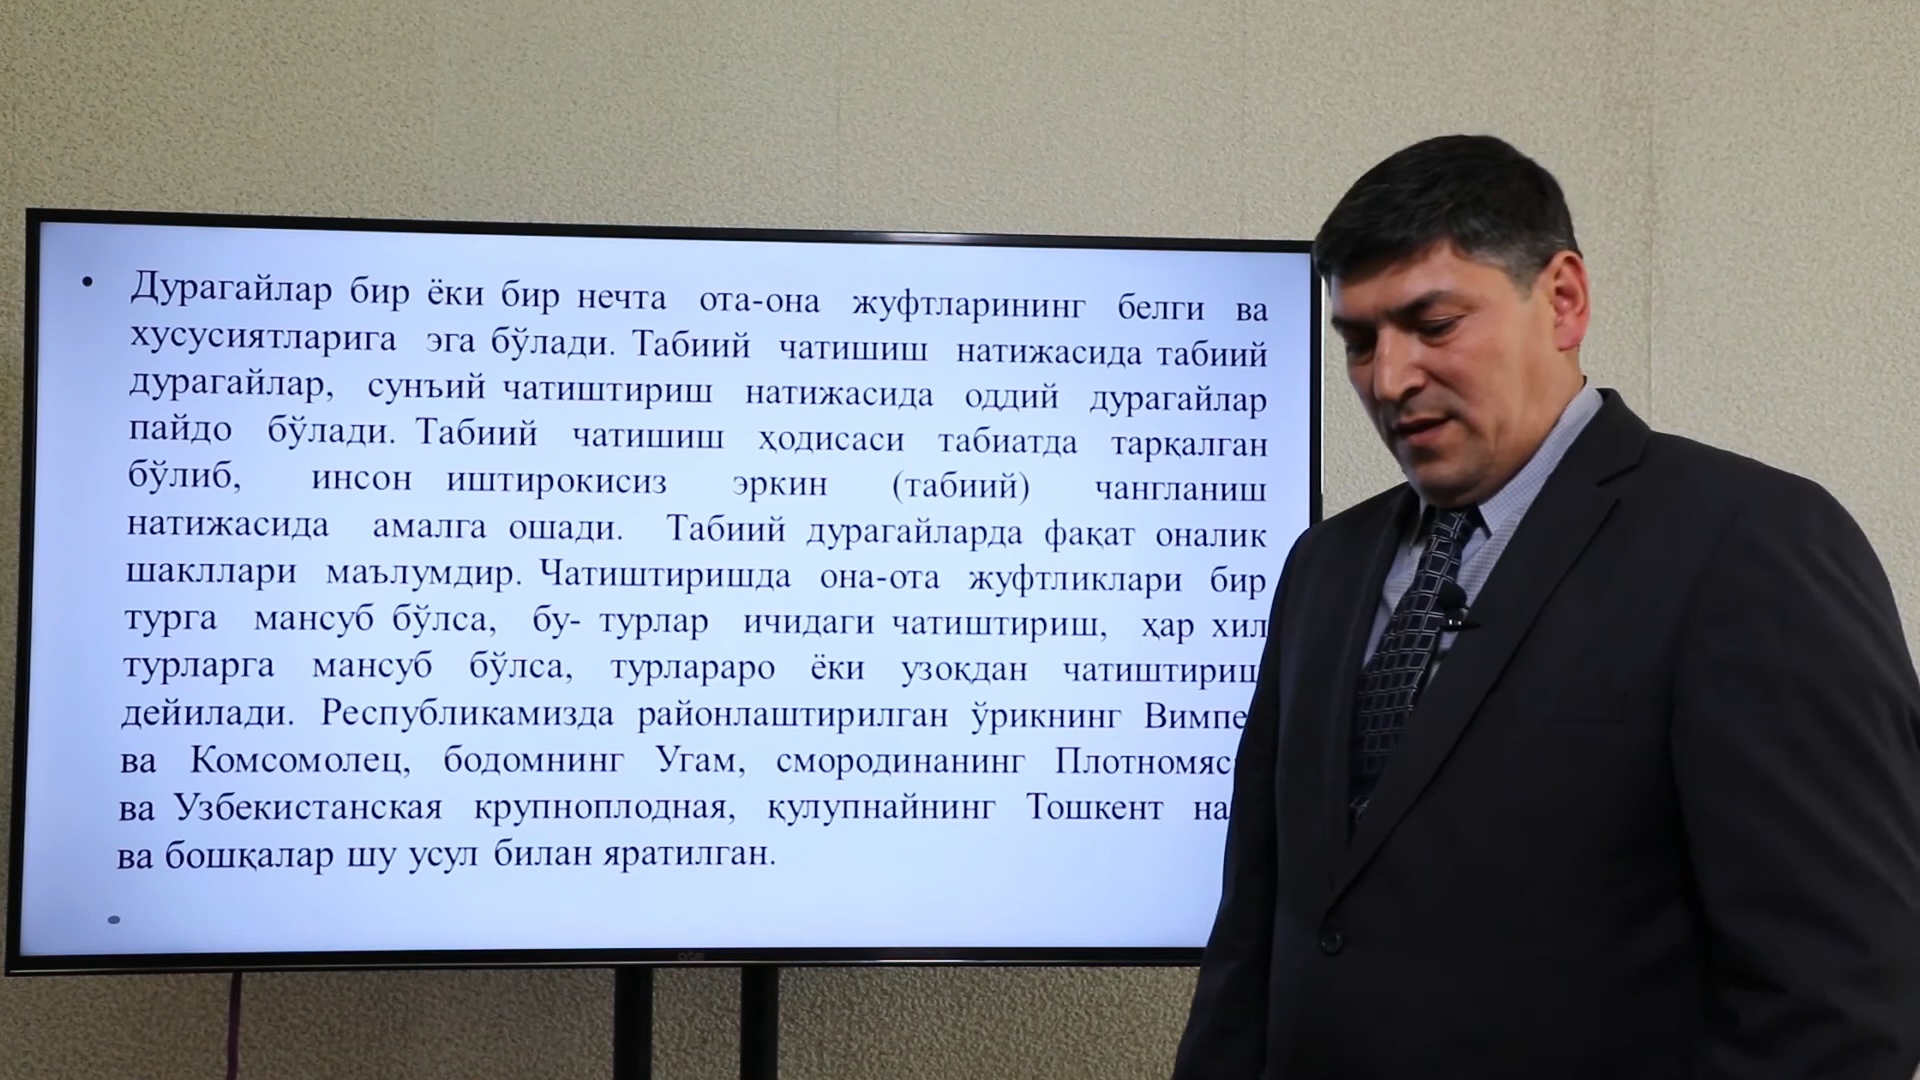 • Дурагайлар бир ёки бир нечта ота-она жуфтларининг белги ва
хусусиятларига эга бўлади. Табиий чатишиш натижасида табиий
дурагайлар, сунъий чатиштириш натижасида оддий дурагайлар
пайдо бўлади. Табиий чатишиш ҳодисаси табиатда тарқалган
бўлиб, инсон иштирокисиз эркин (табиий) чангланиш
натижасида амалга ошади. Табиий дурагайларда фақат оналик
шакллари маълумдир. Чатиштиришда она-ота жуфтликлари бир
турга мансуб бўлса, бу- турлар ичидаги чатиштириш, ҳар хил
турларга мансуб бўлса, турлараро ёки узоқдан чатиштириш
дейилади. Республикамизда районлаштирилган ўрикнинг
ва Комсомолец, бодомнинг Угам, смородинанинг
ва Узбекистанская крупноплодная, қулупнайнинг Тошкент
ва бошқалар шу усул билан яратилган.
acer